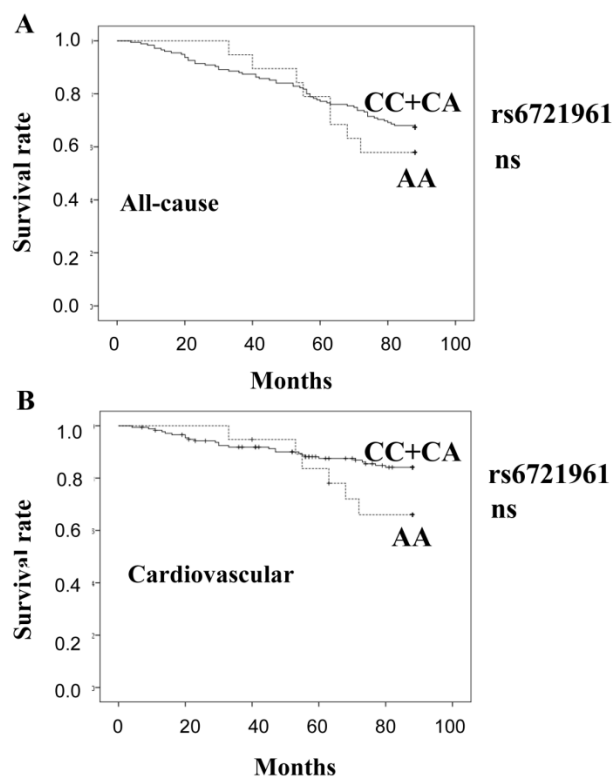 A
1.0
0.8
0.6
0.4
0.2
0.0
Survival rate
CC+CA
AA
All-cause
rs6721961
ns
0 20 40 60 80 100
Months
B
1.0
0.8
0.6
0.4
0.2
0.0
Survival rate
CC+CA
AA
Cardiovascular
rs6721961
ns
0 20 40 60 80 100
Months